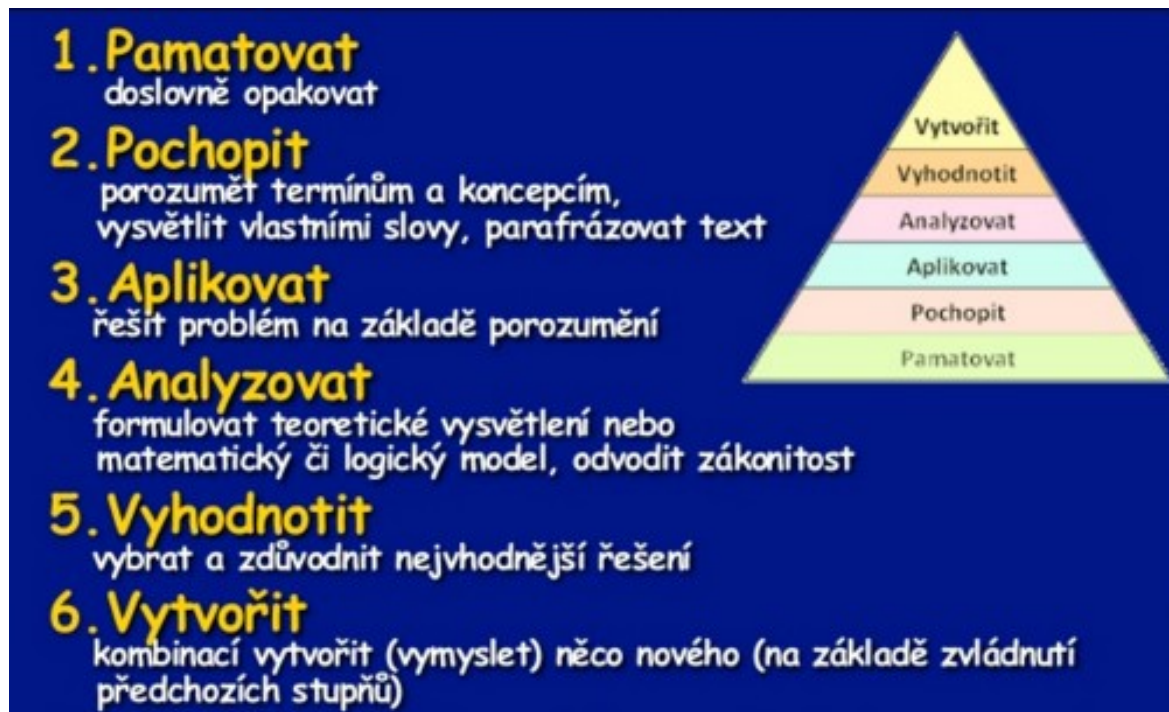 1. Pamatovat
doslovně opakovat
2. Pochopit
porozumět termínům a koncepcím,
vysvětlit vlastními slovy, parafrázovat text
3. Aplikovat
řešit problém na základě porozumění
4. Analyzovat
formulovat teoretické vysvětlení nebo
matematický či logický model, odvodit zákonitost
5. Vyhodnotit
vybrat a zdůvodnit nejvhodnější řešení
6. Vytvořit
kombinací vytvořit (vymyslet) něco nového (na základě zvládnutí
předchozích stupňů)
Vytvořit
Vyhodnotit
Analyzovat
Aplikovat
Pochopit
Pamatovat